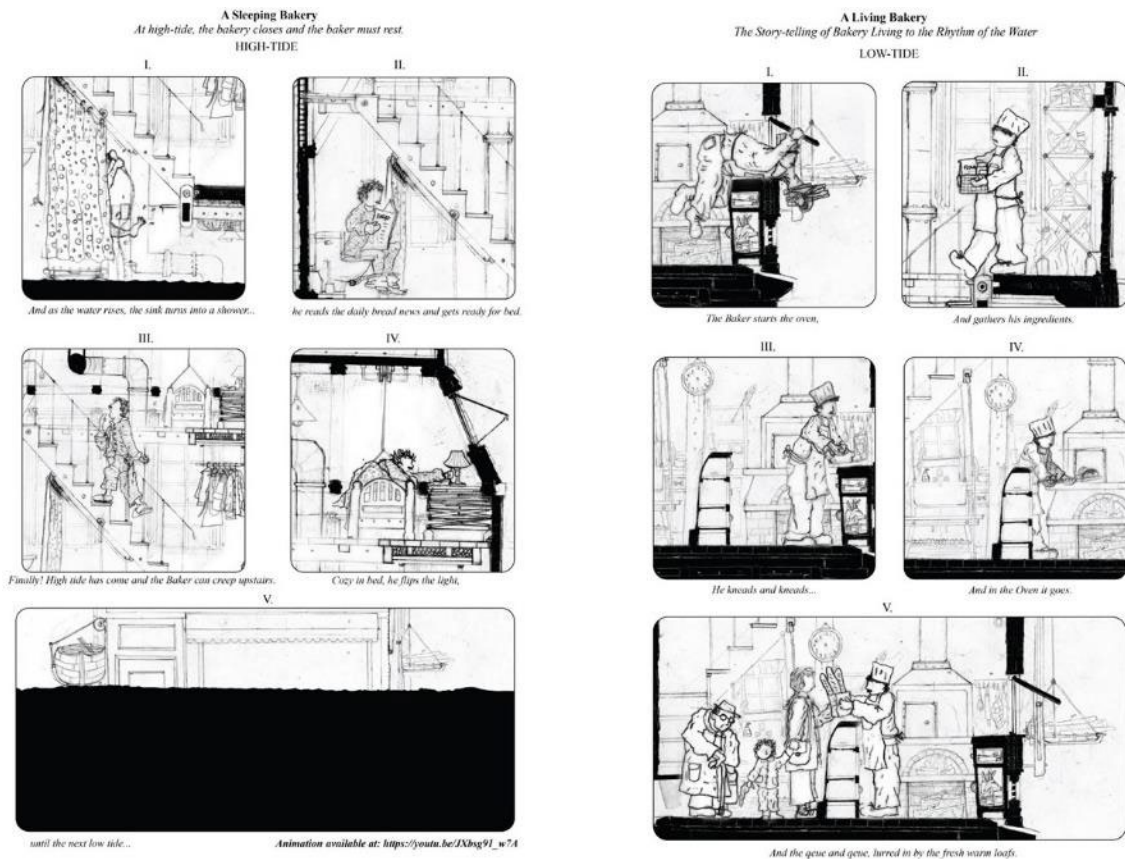 A Sleeping Bakery
At high-tide, the bakery closes and the baker must rest.
HIGH-TIDE
I.
II.
And as the water rises, the sink turns into a shower...
he reads the daily bread news and gets ready for bed.
III.
IV.
Finally! High tide has come and the Baker can creep upstairs.
Cozy in bed, he flips the light,
V.
until the next low tide...
Animation available at: https://youtu.be/JXbsg91_w7A
A Living Bakery
The Story-telling of Bakery Living to the Rhythm of the Water
LOW-TIDE
I.
II.
The Baker starts the oven,
And gathers his ingredients.
III.
IV.
He kneads and kneads...
And in the Oven it goes.
V.
And the qeue and qeue, lurred in by the fresh warm loafs.